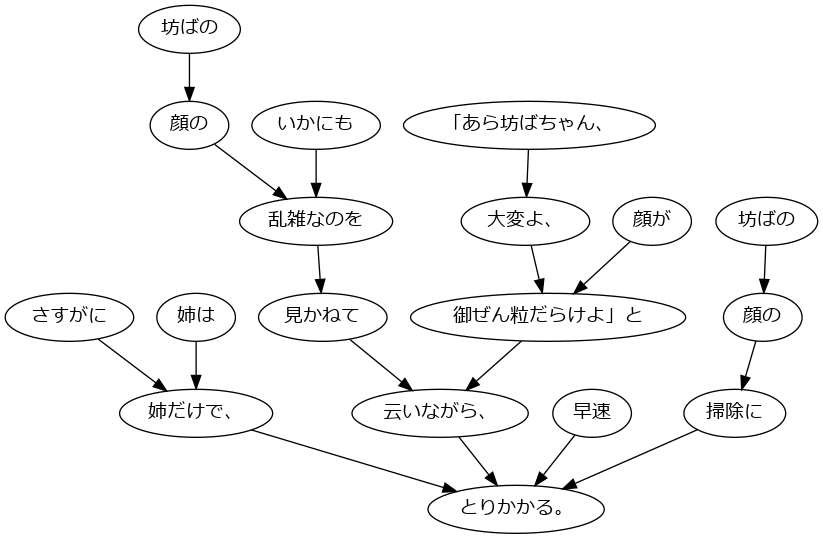 坊ばの
顔の
いかにも
「あら坊ばちゃん、
乱雑なのを
大変よ、
顔が
坊ばの
さすがに
姉は
見かねて
御ぜん粒だらけよ」と
顔の
姉だけで、
云いながら、
早速
掃除に
とりかかる。